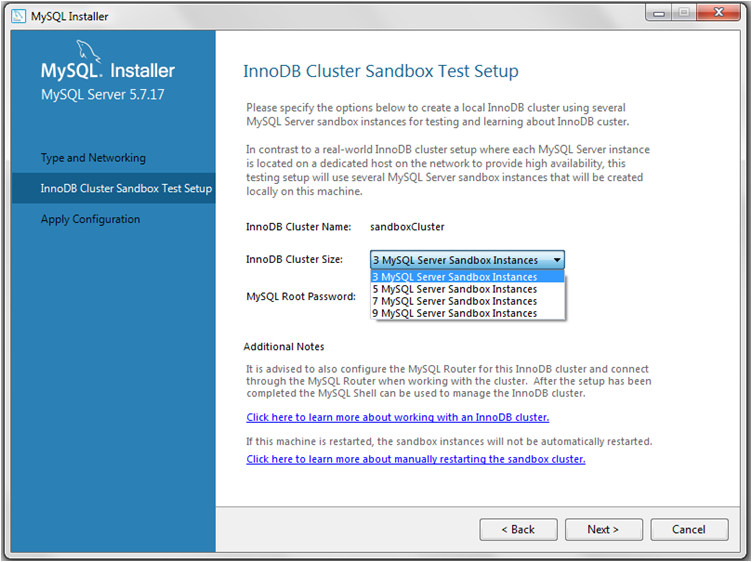 MySQL Installer
MySQL. Installer
MySQL Server 5.7.17
Type and Networking
InnoDB Cluster Sandbox Test Setup
Apply Configuration
InnoDB Cluster Sandbox Test Setup
Please specify the options below to create a local InnoDB cluster using several
MySQL Server sandbox instances for testing and learning about InnoDB custer.
In contrast to a real-world InnoDB cluster setup where each MySQL Server instance
is located on a dedicated host on the network to provide high availability, this
testing setup will use several MySQL Server sandbox instances that will be created
locally on this machine.
InnoDB Cluster Name: sandboxCluster
InnoDB Cluster Size: 3 MySQL Server Sandbox Instances
3 MySQL Server Sandbox Instances
5 MySQL Server Sandbox Instances
MySQL Root Password: 7 MySQL Server Sandbox Instances
9 MySQL Server Sandbox Instances
Additional Notes
It is advised to also configure the MySQL Router for this InnoDB cluster and connect
through the MySQL Router when working with the cluster. After the setup has been
completed the MySQL Shell can be used to manage the InnoDB cluster.
Click here to learn more about working with an InnoDB cluster.
If this machine is restarted, the sandbox instances will not be automatically restarted.
Click here to learn more about manually restarting the sandbox cluster.
< Back Next > Cancel